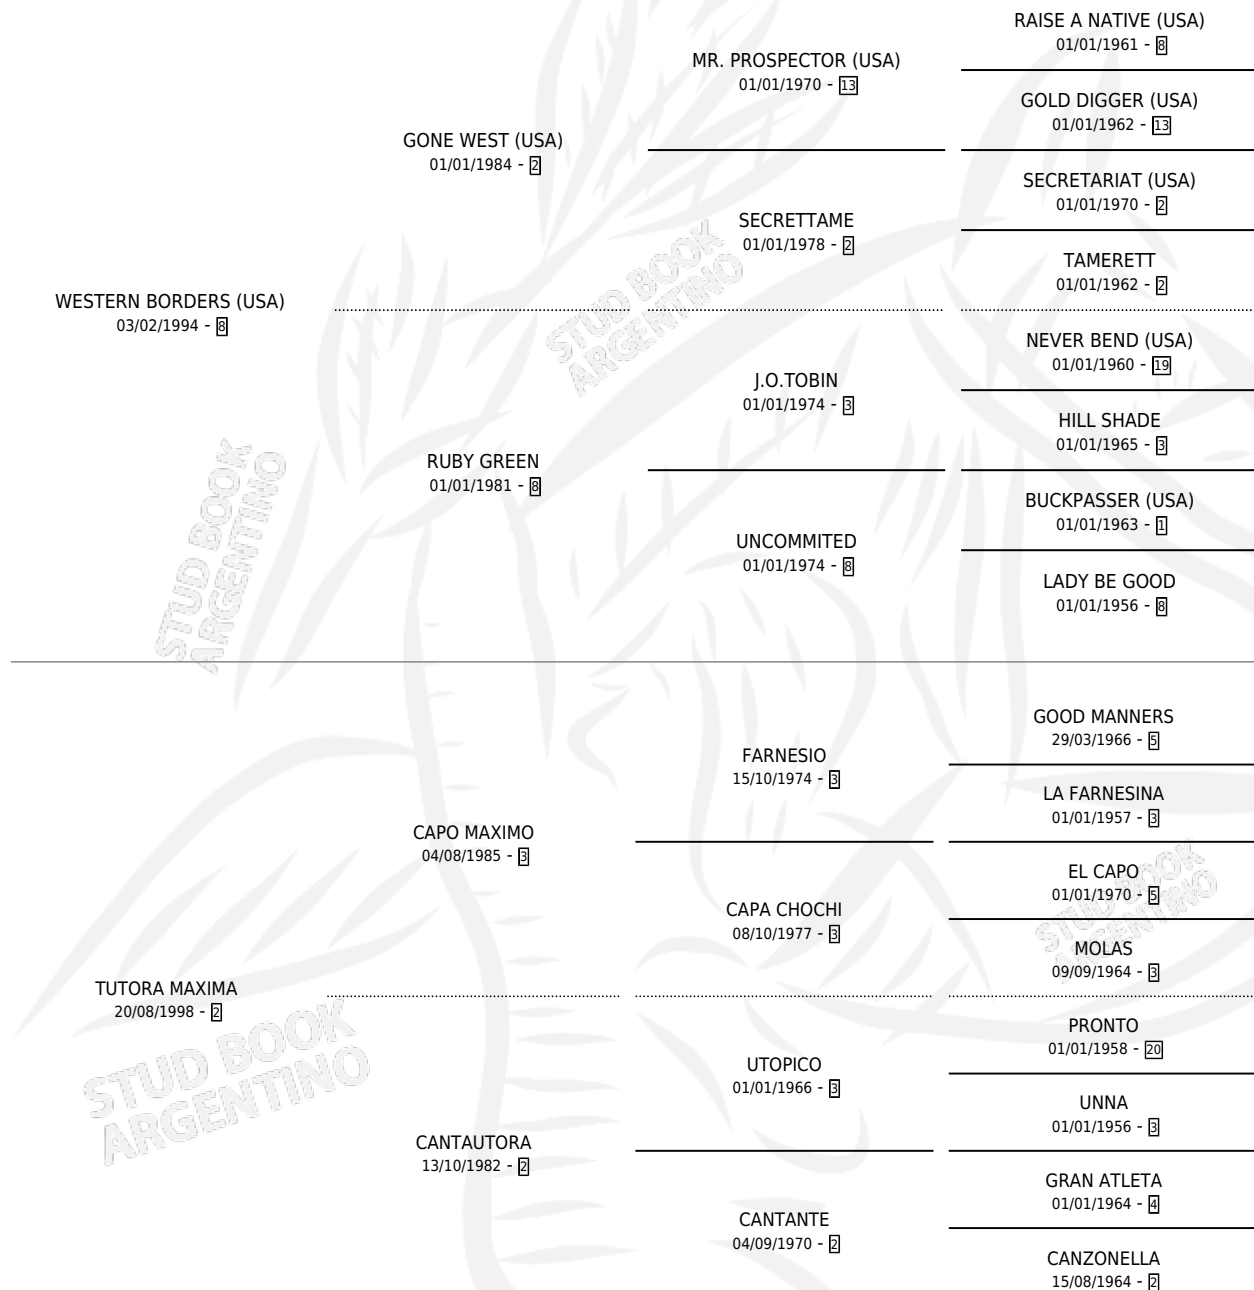 RAISE A NATIVE (USA)
01/01/1961 - 8
MR. PROSPECTOR (USA)
01/01/1970 - 13
GOLD DIGGER (USA)
01/01/1962 - 13
GONE WEST (USA)
01/01/1984 - 2
SECRETARIAT (USA)
01/01/1970 - 2
SECRETTAME
01/01/1978 - 2
TAMERETT
01/01/1962 - 2
WESTERN BORDERS (USA)
03/02/1994 - 8
NEVER BEND (USA)
01/01/1960 - 19
J.O.TOBIN
01/01/1974 - 3
HILL SHADE
01/01/1965 - 3
RUBY GREEN
01/01/1981 - 8
BUCKPASSER (USA)
01/01/1963 - 1
UNCOMMITED
01/01/1974 - 8
LADY BE GOOD
01/01/1956 - 8
GOOD MANNERS
29/03/1966 - 5
FARNESIO
15/10/1974 - 3
LA FARNESINA
01/01/1957 - 3
CAPO MAXIMO
04/08/1985 - 3
EL CAPO
01/01/1970 - 5
CAPA CHOCHI
08/10/1977 - 3
MOLAS
09/09/1964 - 3
TUTORA MAXIMA
20/08/1998 - 2
PRONTO
01/01/1958 - 20
UTOPICO
01/01/1966 - 3
UNNA
01/01/1956 - 3
CANTAUTORA
13/10/1982 - 2
GRAN ATLETA
01/01/1964 - 4
CANTANTE
04/09/1970 - 2
CANZONELLA
15/08/1964 - 2
STUD BOOK
ARGENTINO
STUD BOOK
ARGENTINO
STUD BOOK
ARGENTINO
STUD BOOK
ARGENTINO